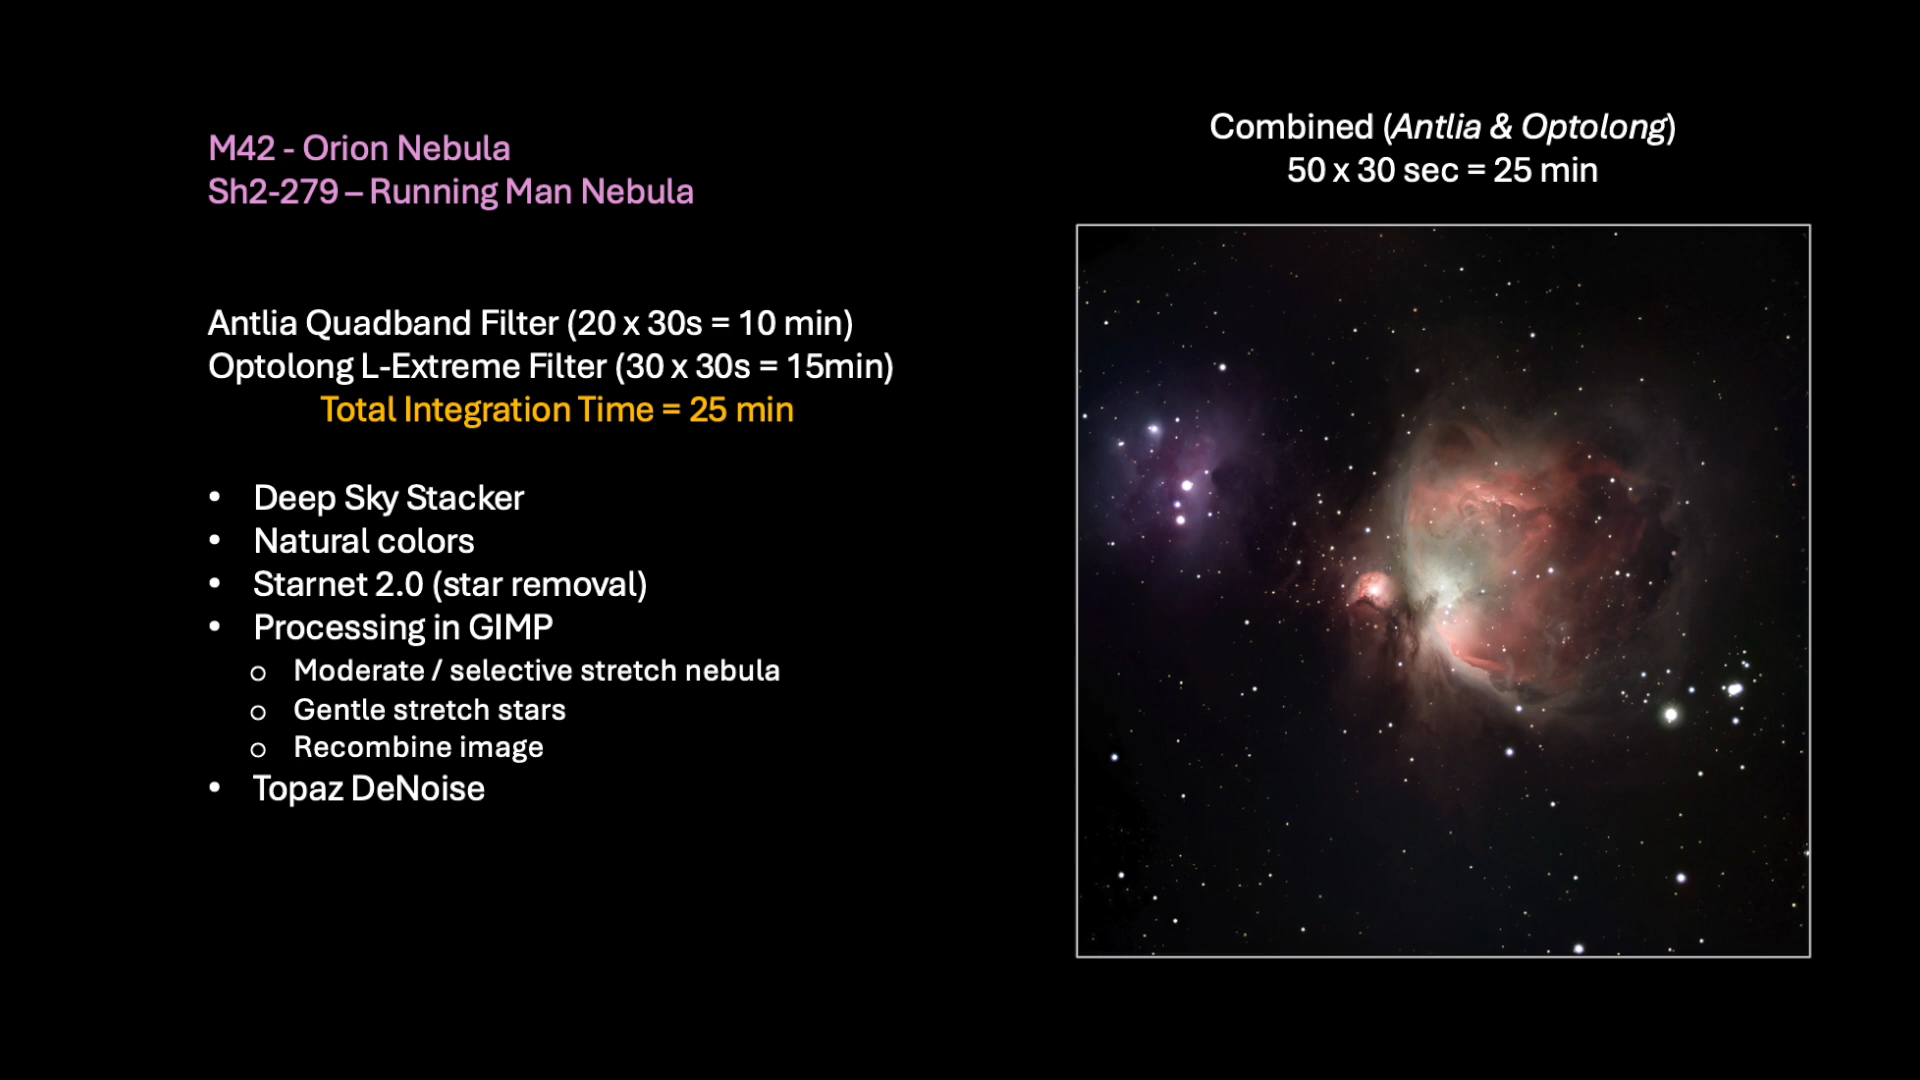 M42 - Orion Nebula
Sh2-279 – Running Man Nebula
Antlia Quadband Filter (20 x 30s = 10 min)
Optolong L-Extreme Filter (30 x 30s = 15min)
Total Integration Time = 25 min
• Deep Sky Stacker
• Natural colors
• Starnet 2.0 (star removal)
• Processing in GIMP
o Moderate / selective stretch nebula
o Gentle stretch stars
o Recombine image
• Topaz DeNoise
Combined (Antlia & Optolong)
50 x 30 sec = 25 min